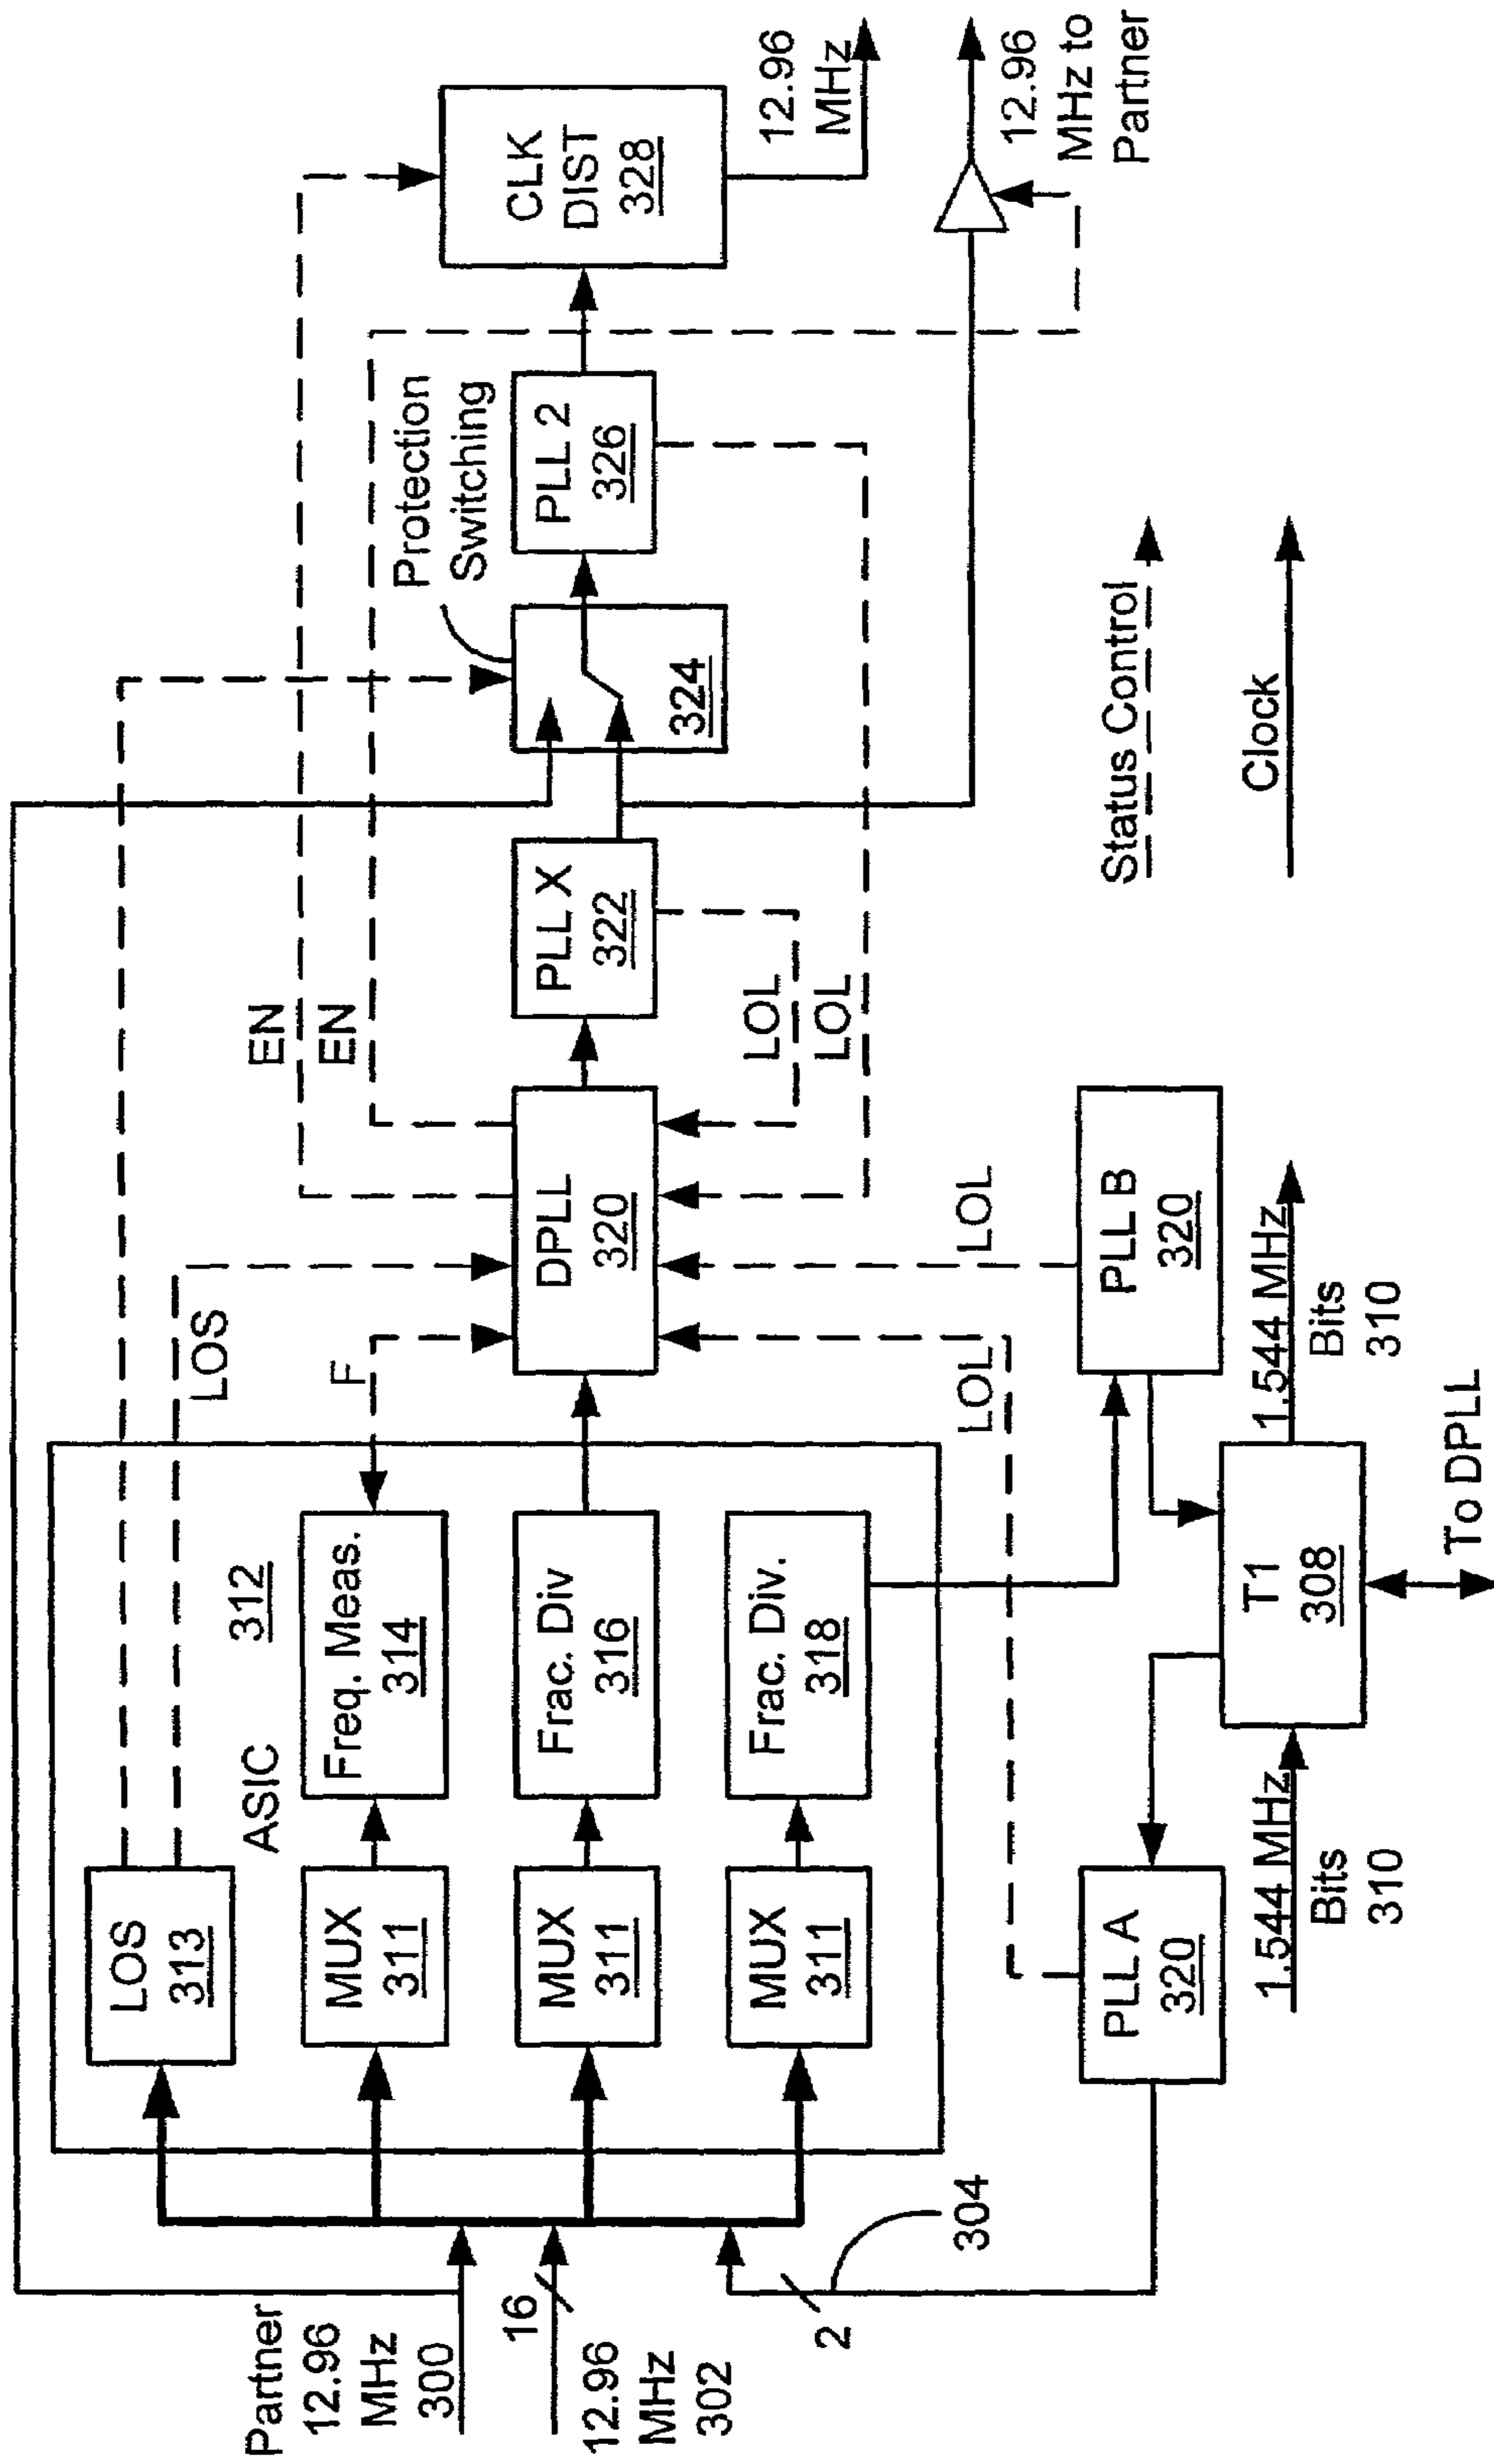 Partner
12.96
MHz
300
16
12.96
MHz
302
2
304
LOS
313
ASIC
312
MUX
311
Freq. Meas.
314
MUX
311
Frac. Div
316
MUX
311
Frac. Div.
318
LOS
F
EN
EN
DPLL
320
PLL X
322
LOL
LOL
Protection
Switching
324
PLL 2
326
CLK
DIST
328
12.96
MHz
12.96
MHz to
Partner
LOL
LOL
PLL A
320
PLL B
320
1.544 MHz
Bits
310
T1
308
1.544 MHz
Bits
310
To DPLL
Status Control
Clock